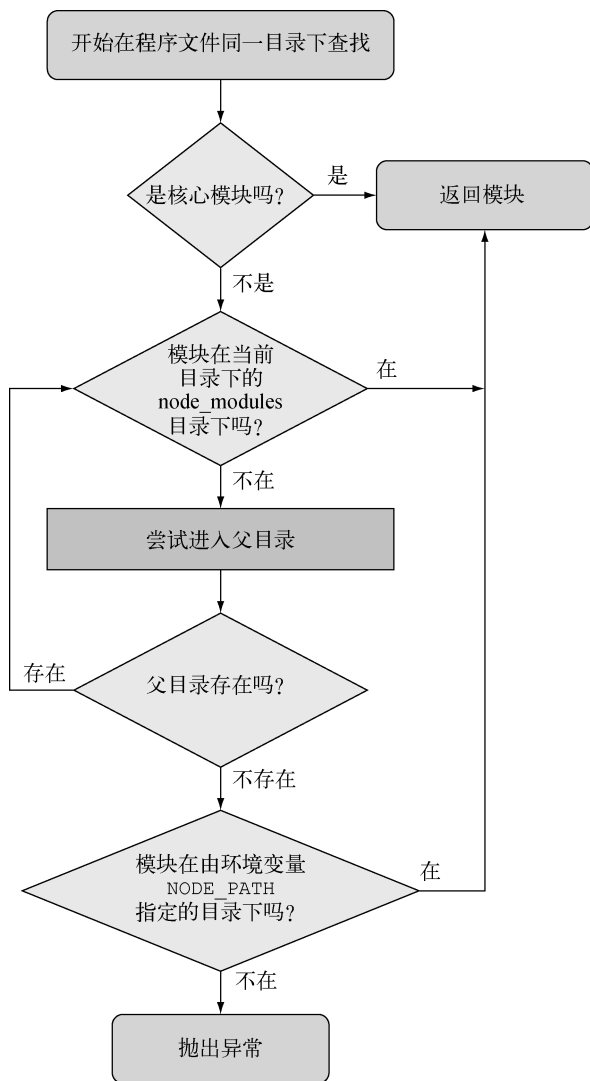 开始在程序文件同一目录下查找
是核心模块吗？
是
返回模块
不是
模块在当前
目录下的
node_modules
目录下吗？
在
不在
尝试进入父目录
存在
父目录存在吗？
不存在
模块在由环境变量
NODE_PATH
指定的目录下吗？
在
不在
抛出异常